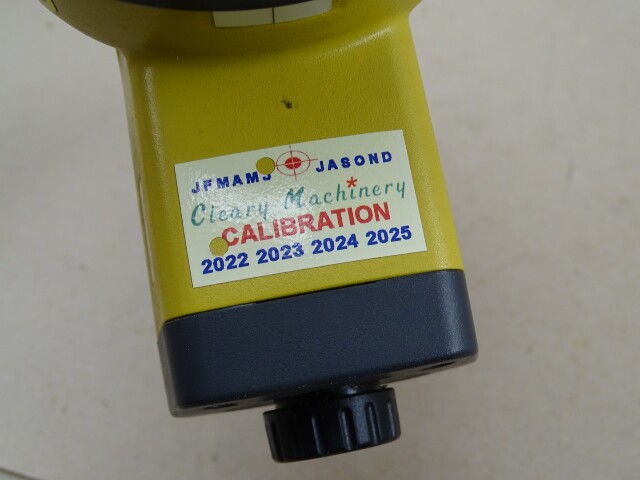 JFMAMJ JASOND
Cleary Machinery
CALIBRATION
2022 2023 2024 2025